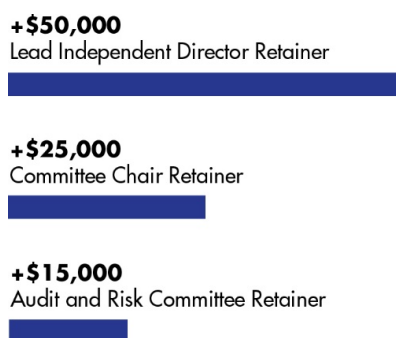 +$50,000
Lead Independent Director Retainer
+$25,000
Committee Chair Retainer
+$15,000
Audit and Risk Committee Retainer